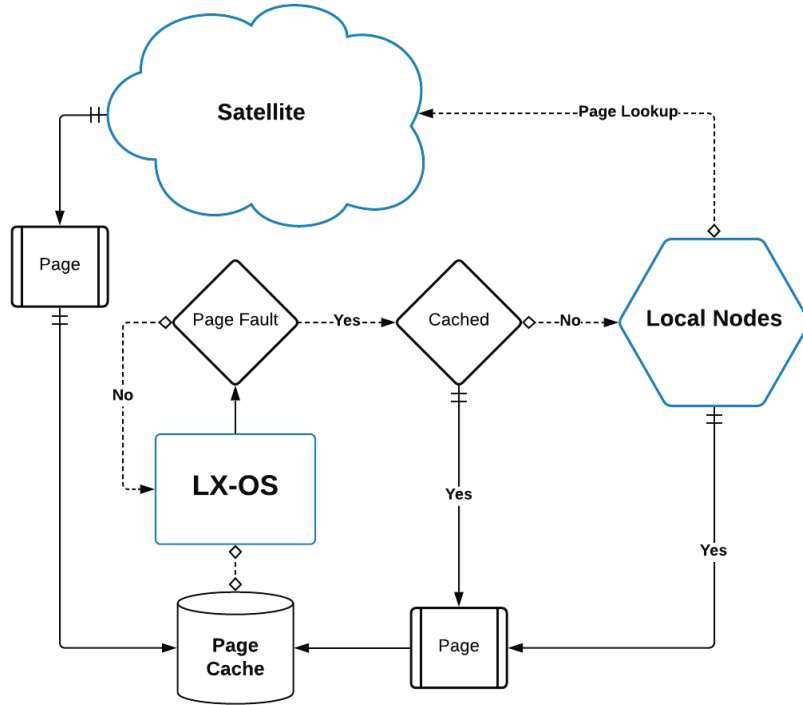 Satellite
Page Lookup
Page
Page Fault
Yes
Cached
No
Local Nodes
No
LX-OS
Yes
Yes
Page
Cache
Page